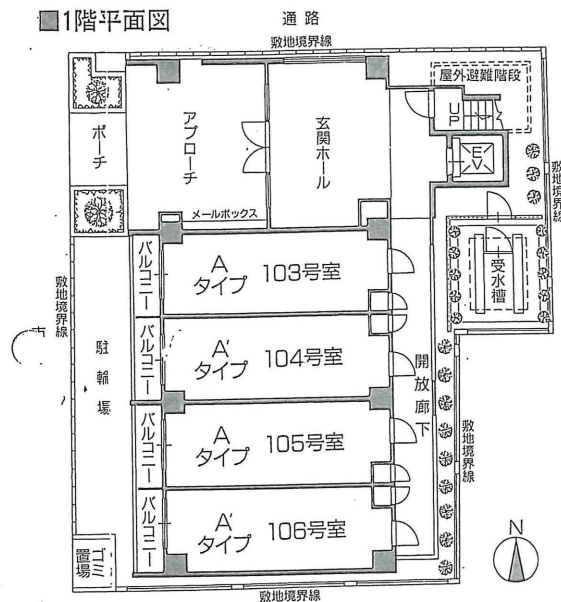 ■1階平面図
通路
敷地境界線
屋外避難階段
UP
EV
ポーチ
アプローチ
玄関ホール
メールボックス
敷地境界線
受水槽
バルコニー
Aタイプ 103号室
バルコニー
A'タイプ 104号室
バルコニー
Aタイプ 105号室
バルコニー
A'タイプ 106号室
開放廊下
敷地境界線
敷地境界線
駐輪場
ゴミ置場
敷地境界線
N